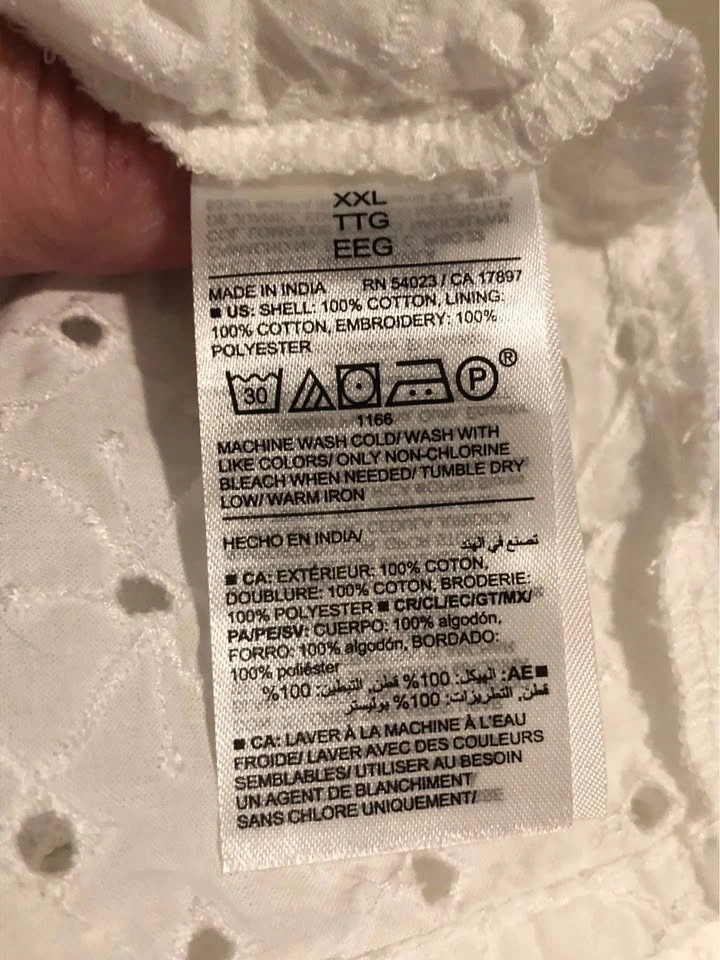 XXL
TTG
EEG
MADE IN INDIA RN 54023 / CA 17897
■ US: SHELL: 100% COTTON, LINING:
100% COTTON, EMBROIDERY: 100%
POLYESTER
30 P ®
1166
MACHINE WASH COLD/ WASH WITH
LIKE COLORS/ ONLY NON-CHLORINE
BLEACH WHEN NEEDED/ TUMBLE DRY
LOW/ WARM IRON
HECHO EN INDIA/ تصنع في الهند
■ CA: EXTÉRIEUR: 100% COTON,
DOUBLURE: 100% COTON, BRODERIE:
100% POLYESTER ■ CR/CL/EC/GT/MX/
PA/PE/SV: CUERPO: 100% algodón,
FORRO: 100% algodón, BORDADO:
100% poliéster
■AE: الهيكل: 100% قطن, التبطين: 100%
قطن, التطريزات: 100% بوليستر
■ CA: LAVER À LA MACHINE À L'EAU
FROIDE/ LAVER AVEC DES COULEURS
SEMBLABLES/ UTILISER AU BESOIN
UN AGENT DE BLANCHIMENT
SANS CHLORE UNIQUEMENT/